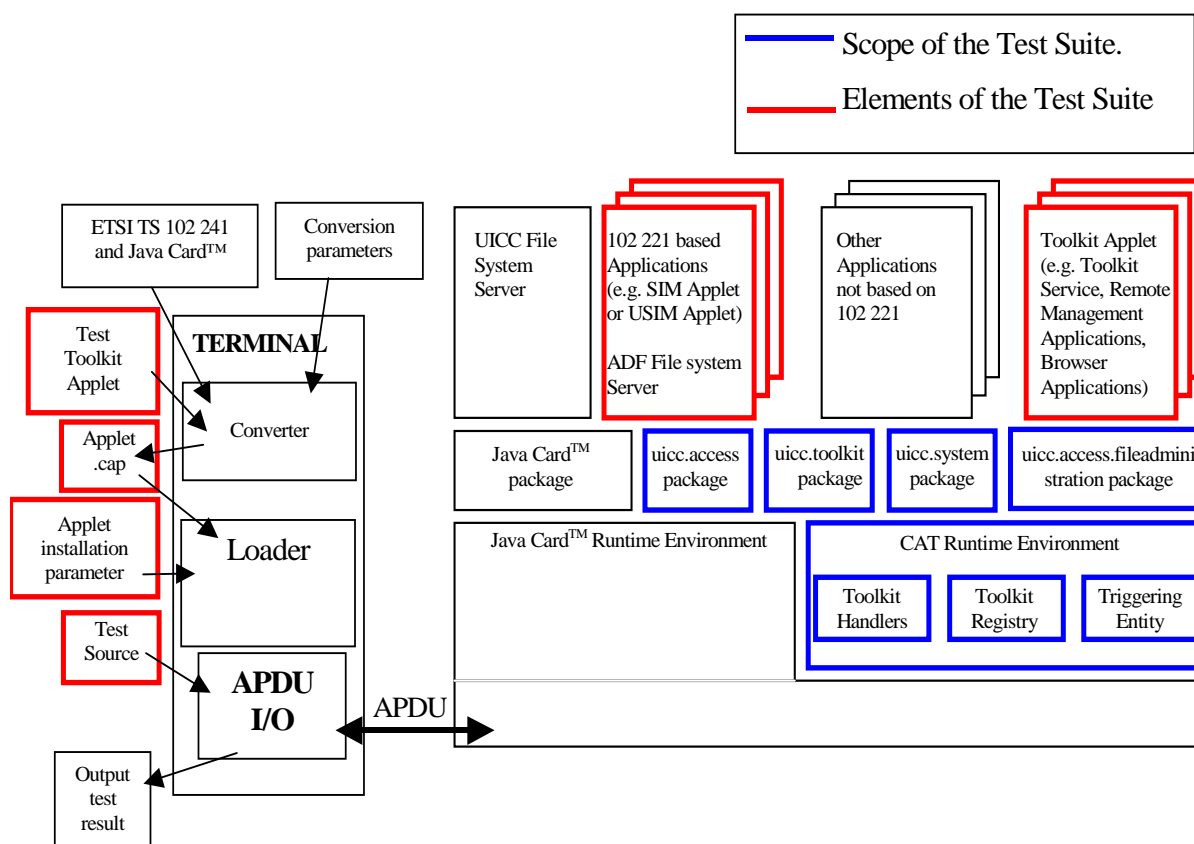 Scope of the Test Suite.
Elements of the Test Suite
ETSI TS 102 241
and Java Card™
Conversion
parameters
Test
Toolkit
Applet
Applet
.cap
Applet
installation
parameter
Test
Source
Output
test
result
TERMINAL
Converter
Loader
APDU
I/O
APDU
UICC File
System
Server
102 221 based
Applications
(e.g. SIM Applet
or USIM Applet)
ADF File system
Server
Other
Applications
not based on
102 221
Toolkit Applet
(e.g. Toolkit
Service, Remote
Management
Applications,
Browser
Applications)
Java Card™
package
uicc.access
package
uicc.toolkit
package
uicc.system
package
uicc.access.fileadmini
stration package
Java Card™ Runtime Environment
CAT Runtime Environment
Toolkit
Handlers
Toolkit
Registry
Triggering
Entity